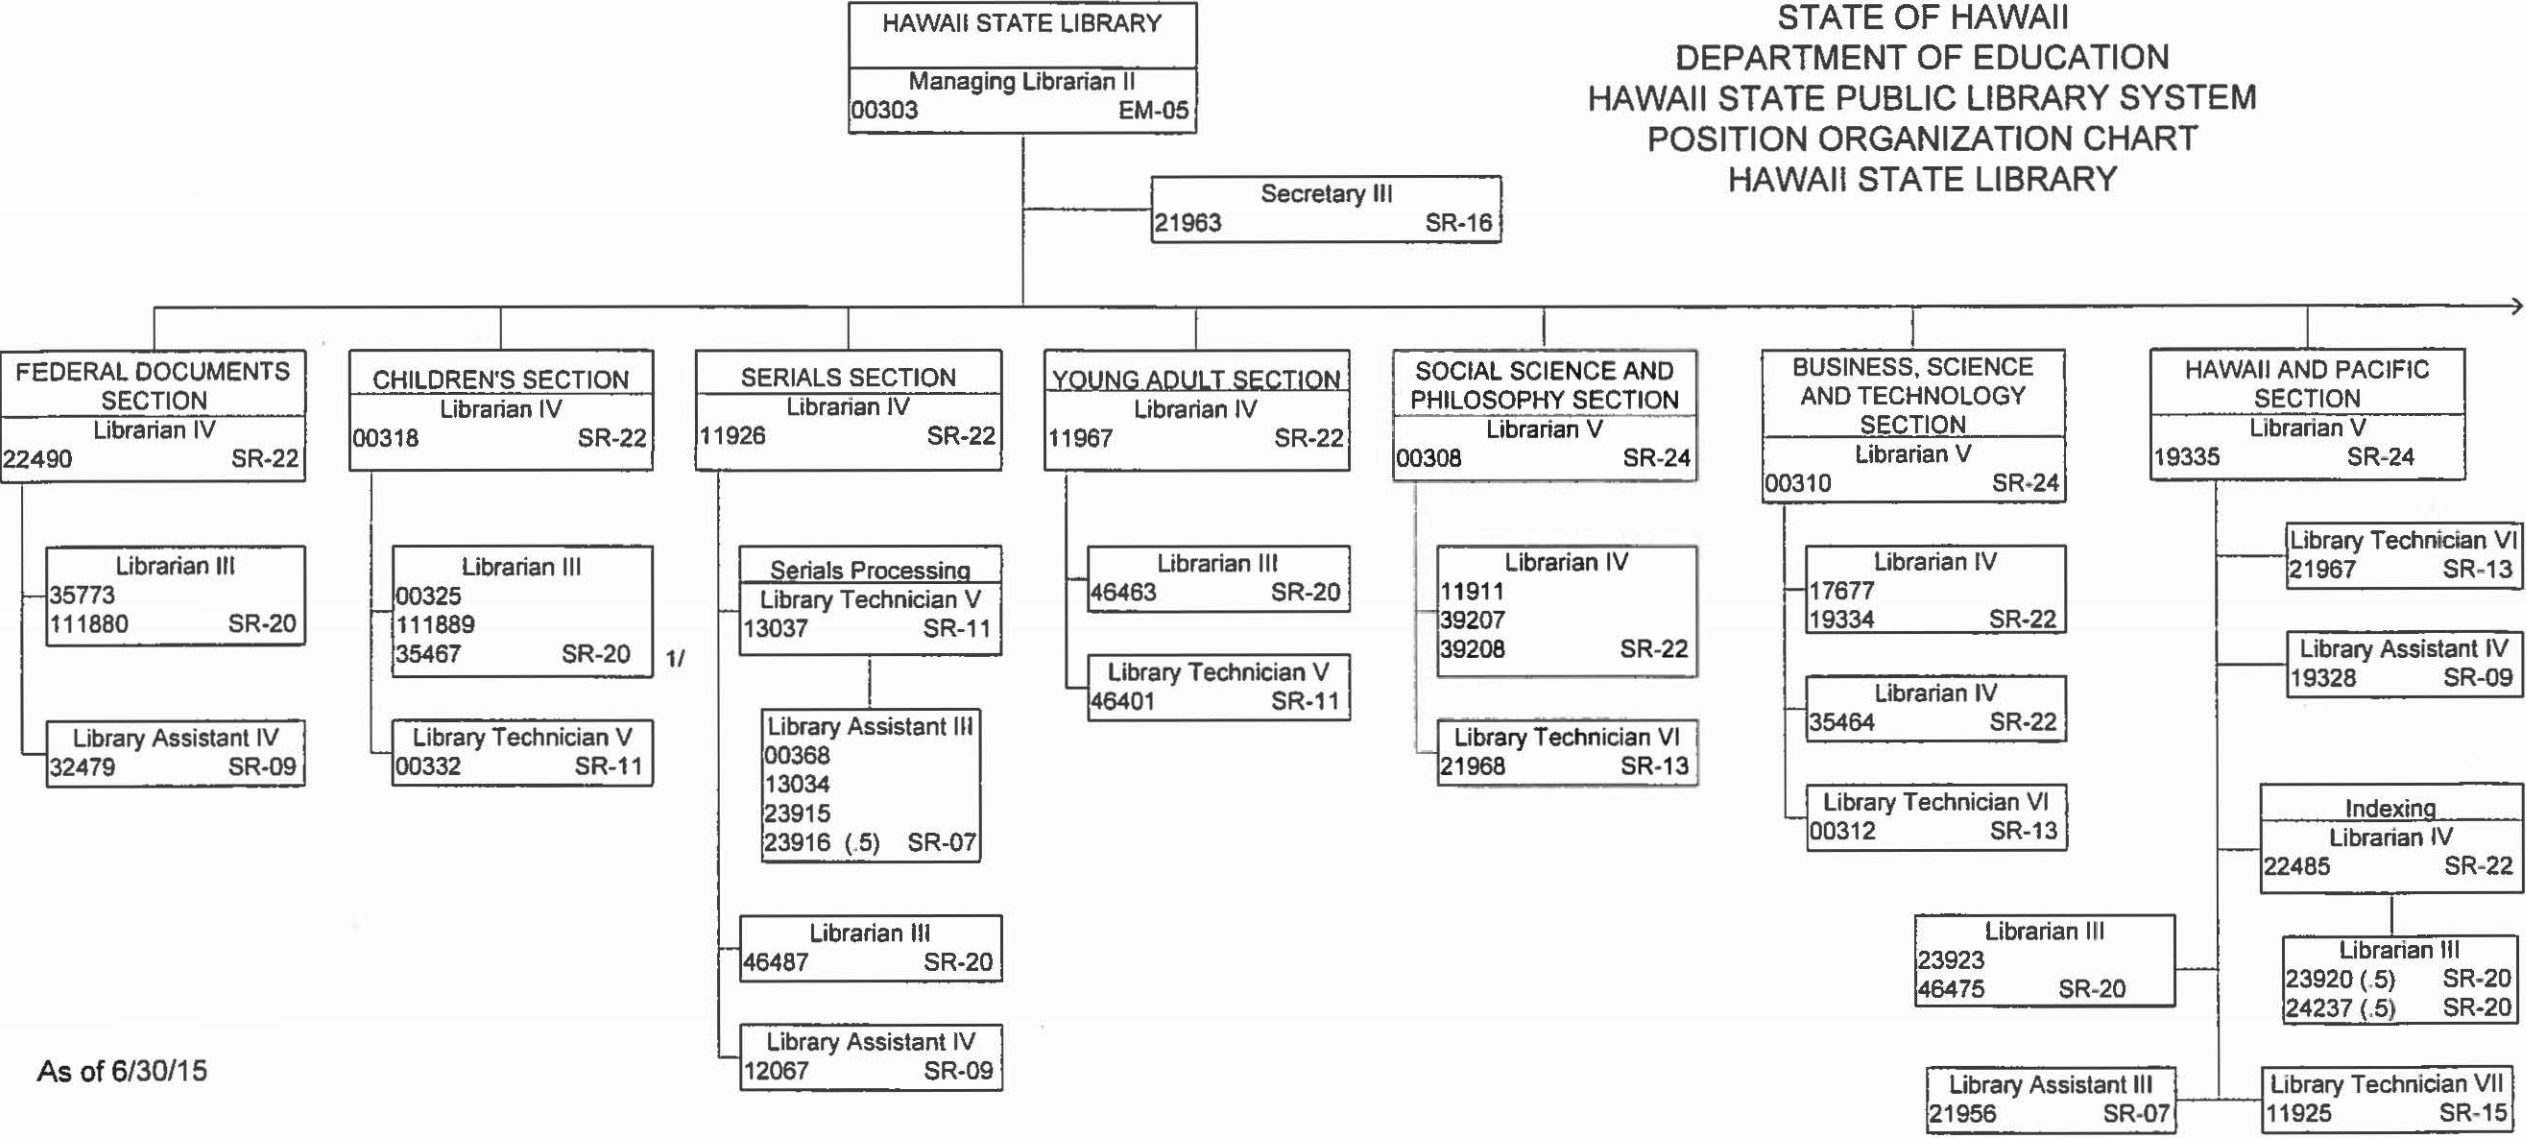 HAWAII STATE LIBRARY
Managing Librarian II
00303 EM-05
STATE OF HAWAII
DEPARTMENT OF EDUCATION
HAWAII STATE PUBLIC LIBRARY SYSTEM
POSITION ORGANIZATION CHART
HAWAII STATE LIBRARY
Secretary III
21963 SR-16
FEDERAL DOCUMENTS
SECTION
Librarian IV
22490 SR-22
Librarian III
35773
111880 SR-20
Library Assistant IV
32479 SR-09
CHILDREN'S SECTION
Librarian IV
00318 SR-22
Librarian III
00325
111889
35467 SR-20 1/
Library Technician V
00332 SR-11
SERIALS SECTION
Librarian IV
11926 SR-22
Serials Processing
Library Technician V
13037 SR-11
Library Assistant III
00368
13034
23915
23916 (.5) SR-07
Librarian III
46487 SR-20
Library Assistant IV
12067 SR-09
YOUNG ADULT SECTION
Librarian IV
11967 SR-22
Librarian III
46463 SR-20
Library Technician V
46401 SR-11
SOCIAL SCIENCE AND
PHILOSOPHY SECTION
Librarian V
00308 SR-24
Librarian IV
11911
39207
39208 SR-22
Library Technician VI
21968 SR-13
BUSINESS, SCIENCE
AND TECHNOLOGY
SECTION
Librarian V
00310 SR-24
Librarian IV
17677
19334 SR-22
Librarian IV
35464 SR-22
Library Technician VI
00312 SR-13
HAWAII AND PACIFIC
SECTION
Librarian V
19335 SR-24
Library Technician VI
21967 SR-13
Library Assistant IV
19328 SR-09
Indexing
Librarian IV
22485 SR-22
Librarian III
23920 (.5) SR-20
24237 (.5) SR-20
Librarian III
23923
46475 SR-20
Library Assistant III
21956 SR-07
Library Technician VII
11925 SR-15
As of 6/30/15